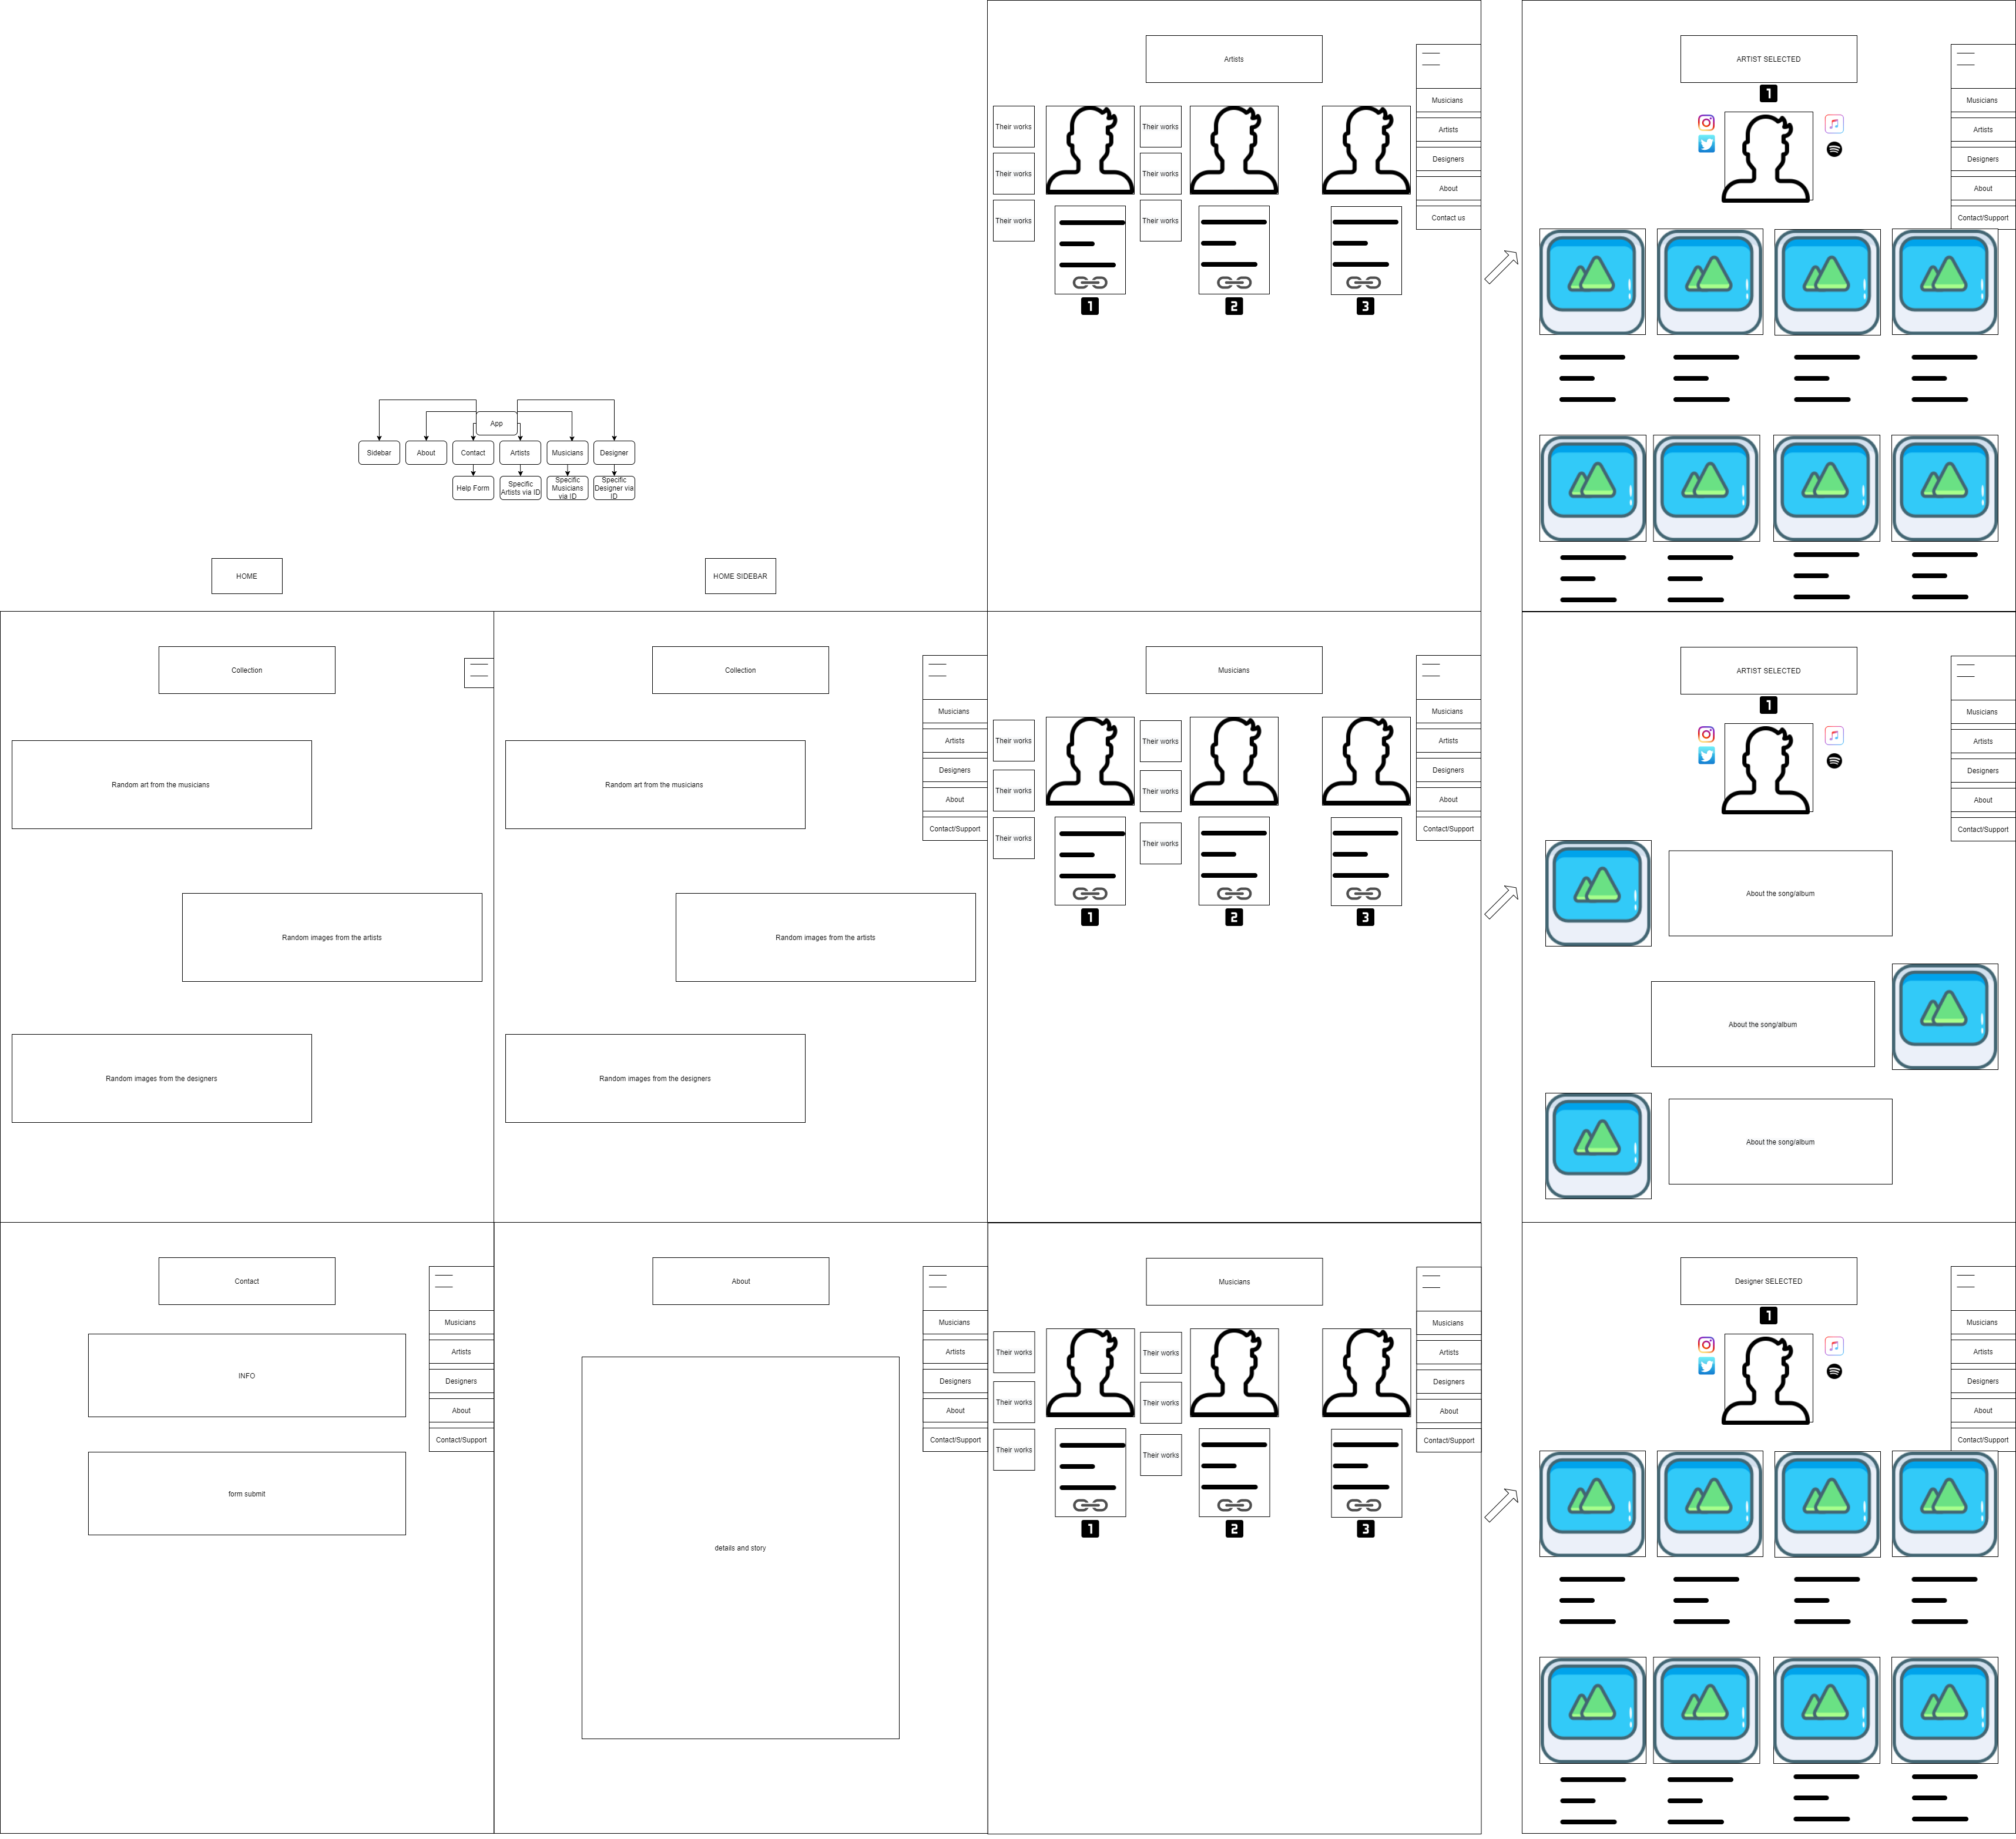 Artists
Their works
Their works
Their works
Their works
Their works
Their works
1
2
3
Musicians
Artists
Designers
About
Contact us
ARTIST SELECTED
1
Musicians
Artists
Designers
About
Contact/Support
App
Sidebar
About
Contact
Artists
Musicians
Designer
Help Form
Specific
Artists via ID
Specific
Musicians
via ID
Specific
Designer via
ID
HOME
HOME SIDEBAR
Collection
Random art from the musicians
Random images from the artists
Random images from the designers
Collection
Random art from the musicians
Random images from the artists
Random images from the designers
Musicians
Artists
Designers
About
Contact/Support
Musicians
Their works
Their works
Their works
Their works
Their works
Their works
1
2
3
Musicians
Artists
Designers
About
Contact/Support
ARTIST SELECTED
1
Musicians
Artists
Designers
About
Contact/Support
About the song/album
About the song/album
About the song/album
Contact
INFO
form submit
Musicians
Artists
Designers
About
Contact/Support
About
details and story
Musicians
Artists
Designers
About
Contact/Support
Musicians
Their works
Their works
Their works
Their works
Their works
Their works
1
2
3
Musicians
Artists
Designers
About
Contact/Support
Designer SELECTED
1
Musicians
Artists
Designers
About
Contact/Support